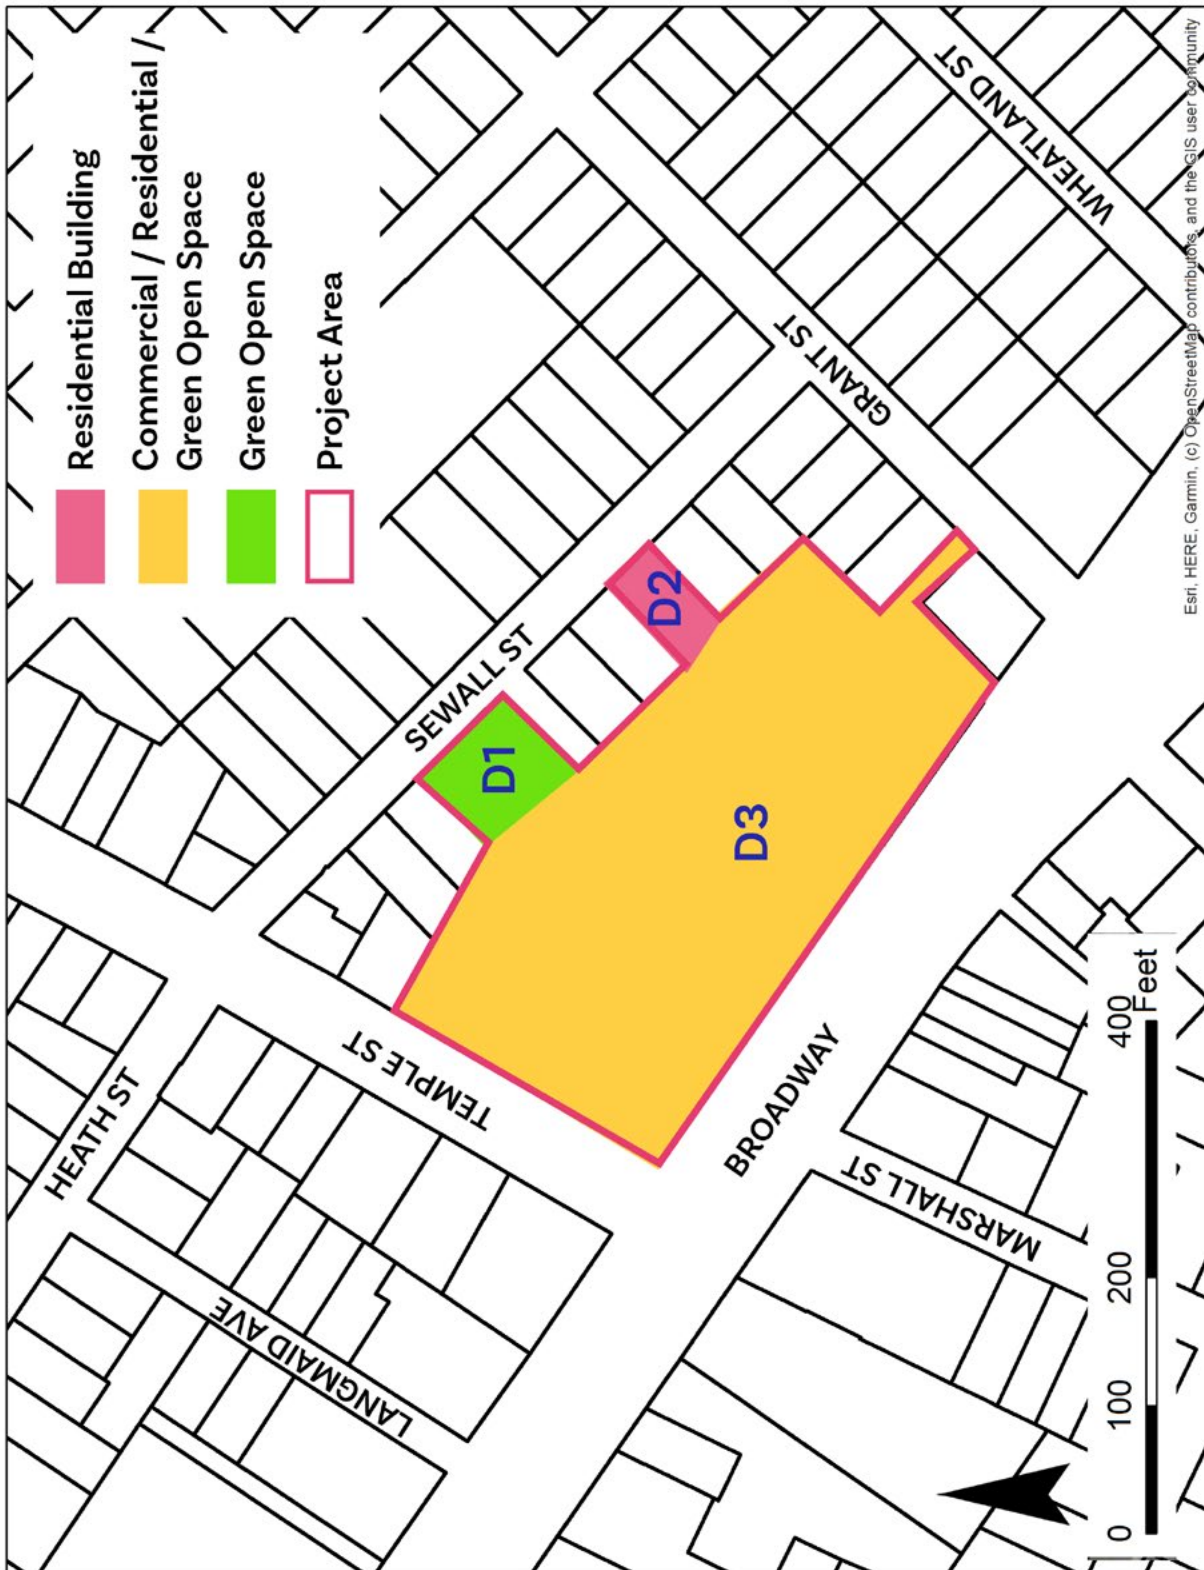 Residential Building
Commercial / Residential /
Green Open Space
Green Open Space
Project Area
HEATH ST
LANGMAID AVE
TEMPLE ST
SEWALL ST
D1
D2
D3
GRANT ST
WHEATLAND ST
BROADWAY
MARSHALL ST
0 100 200 400
Feet
Esri, HERE, Garmin, (c) OpenStreetMap contributors, and the GIS user community